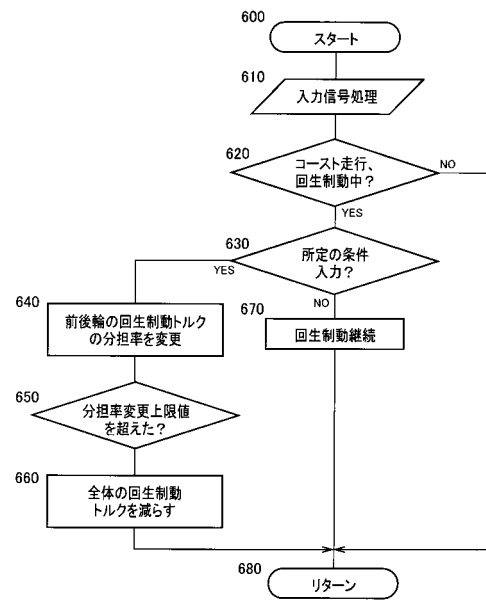 600
スタート
610
入力信号処理
620
コースト走行、
回生制動中？
NO
YES
630
所定の条件
入力？
YES
NO
640
前後輪の回生制動トルク
の分担率を変更
670
回生制動継続
650
分担率変更上限値
を超えた？
660
全体の回生制動
トルクを減らす
680
リターン